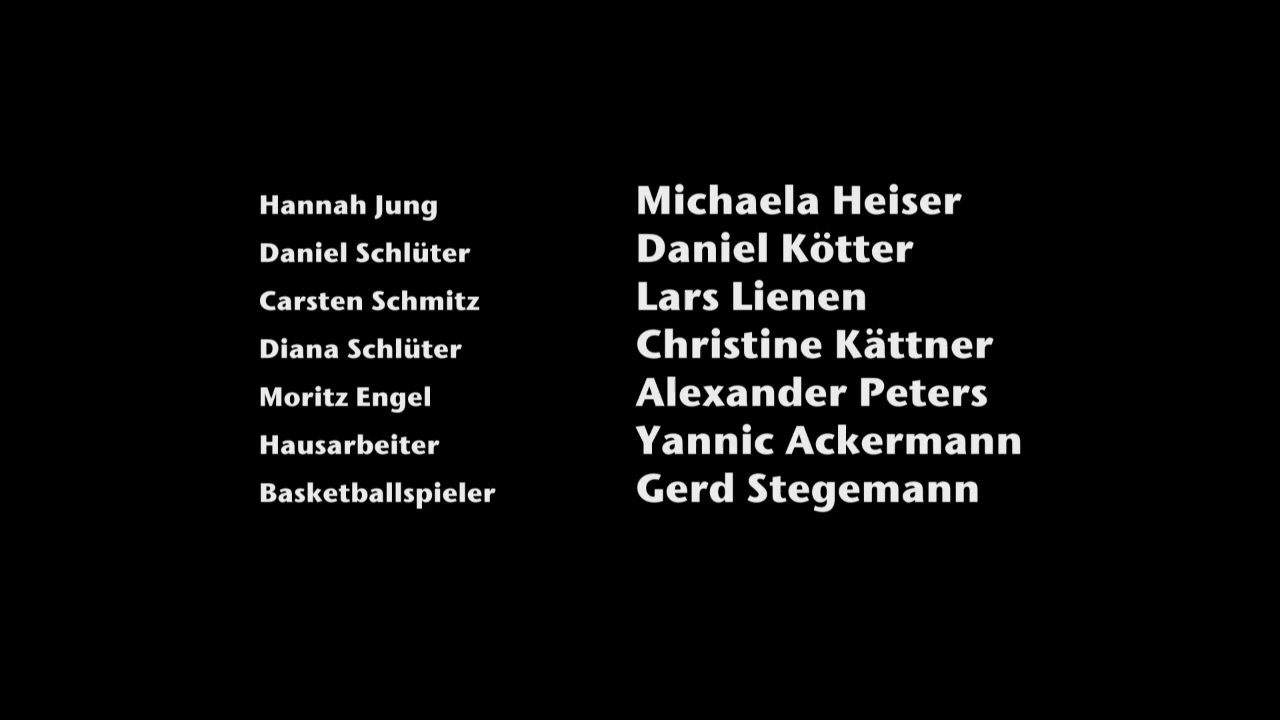 Hannah Jung Michaela Heiser
Daniel Schlüter Daniel Kötter
Carsten Schmitz Lars Lienen
Diana Schlüter Christine Kättner
Moritz Engel Alexander Peters
Hausarbeiter Yannic Ackermann
Basketballspieler Gerd Stegemann